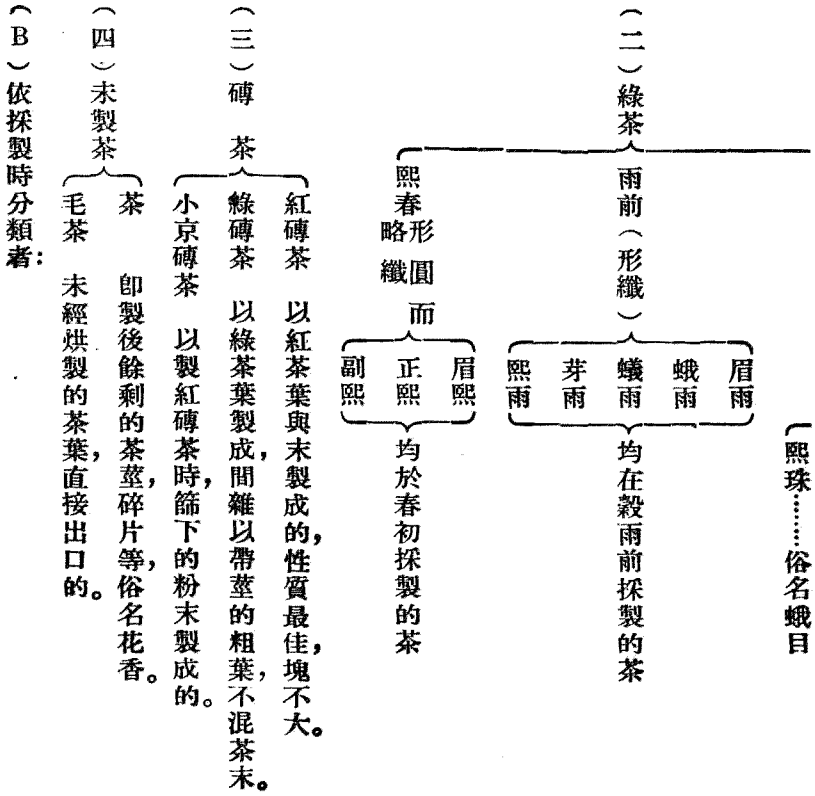 熙珠………俗名蛾目
(二)綠茶
雨前(形纖)
眉雨
蛾雨
蟻雨
芽雨
熙雨
均在穀雨前採製的茶
熙春形圓而略纖
眉熙
正熙
副熙
均於春初採製的茶
(三)磚茶
紅磚茶 以紅茶葉與末製成的,性質最佳,塊不大。
綠磚茶 以綠茶葉製成,間雜以帶莖的粗葉,不混茶末。
小京磚茶 以製紅磚茶時,篩下的粉末製成的。
(四)未製茶
茶 卽製後餘剩的茶莖,碎片等,俗名花香。
毛茶 未經烘製的茶葉,直接出口的。
(B)依採製時分類者: